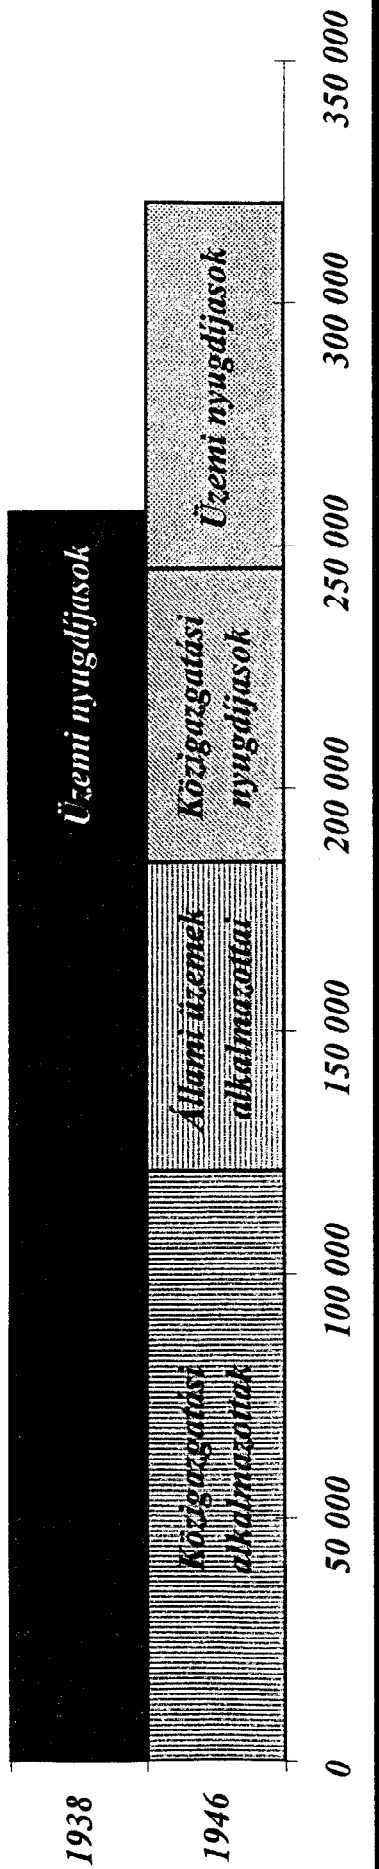 1938
Üzemi nyugdíjasok
1946
Közigazgatási
alkalmazottak
Állami üzemek
alkalmazottai
Közigazgatási
nyugdíjasok
Üzemi nyugdíjasok
0
50 000
100 000
150 000
200 000
250 000
300 000
350 000